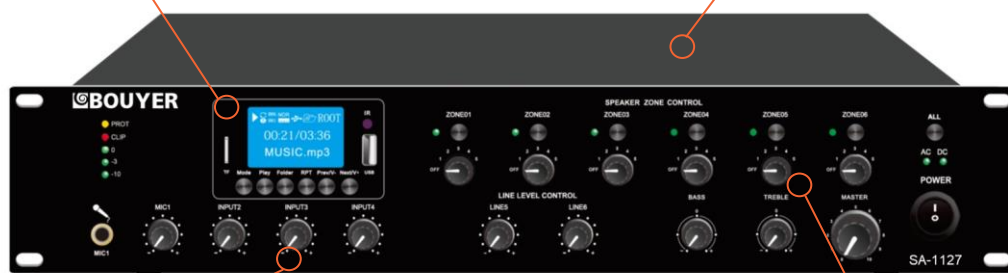 BOUYER
PROT
CLIP
0
-3
-10
MIC1
ROOT
00:21/03:36
MUSIC.mp3
IR
TF
Mode Play Folder RPT Prev/V- Next/V+
USB
SPEAKER ZONE CONTROL
ZONE01 ZONE02 ZONE03 ZONE04 ZONE05 ZONE06
OFF OFF OFF OFF OFF OFF
ALL
AC DC
POWER
MIC1 INPUT2 INPUT3 INPUT4
LINE LEVEL CONTROL
LINE5 LINE6
BASS TREBLE MASTER
SA-1127